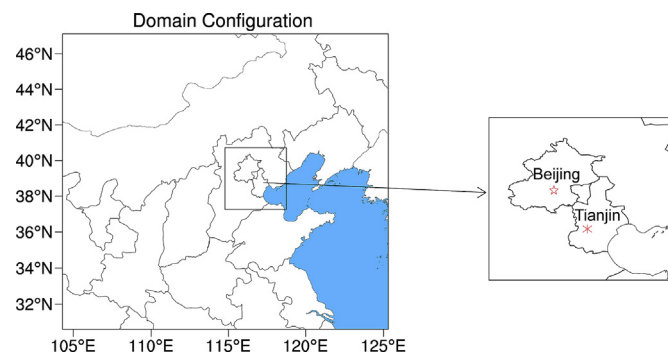 Domain Configuration
46°N
44°N
42°N
40°N
38°N
36°N
34°N
32°N
105°E
110°E
115°E
120°E
125°E
Beijing
Tianjin